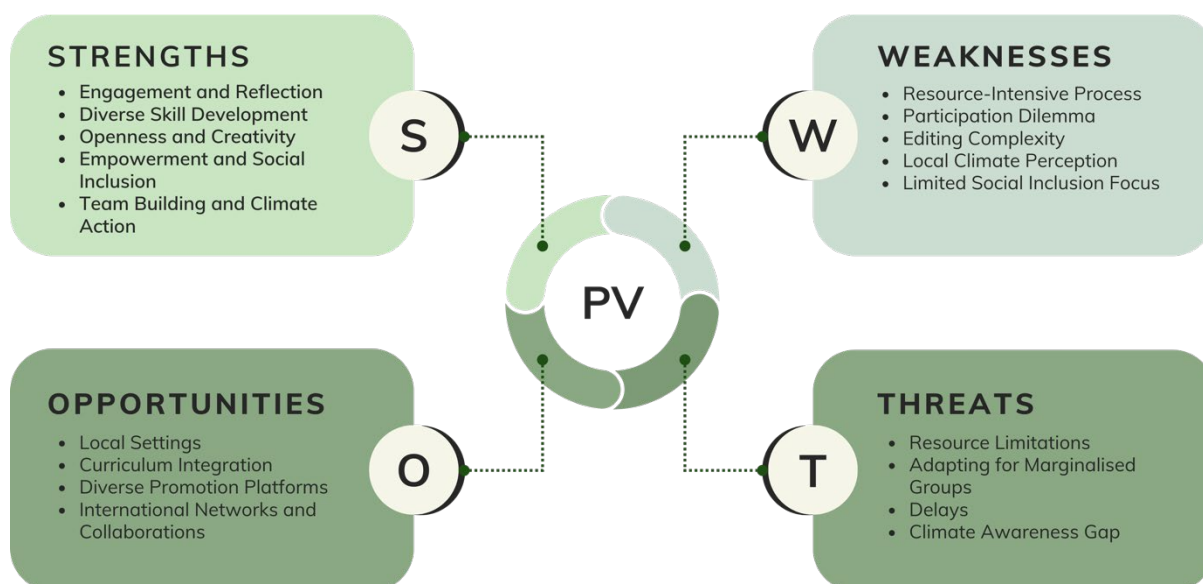 STRENGTHS
• Engagement and Reflection
• Diverse Skill Development
• Openness and Creativity
• Empowerment and Social
Inclusion
• Team Building and Climate
Action
S
WEAKNESSES
• Resource-Intensive Process
• Participation Dilemma
• Editing Complexity
• Local Climate Perception
• Limited Social Inclusion Focus
W
PV
OPPORTUNITIES
• Local Settings
• Curriculum Integration
• Diverse Promotion Platforms
• International Networks and
Collaborations
O
THREATS
• Resource Limitations
• Adapting for Marginalised
Groups
• Delays
• Climate Awareness Gap
T